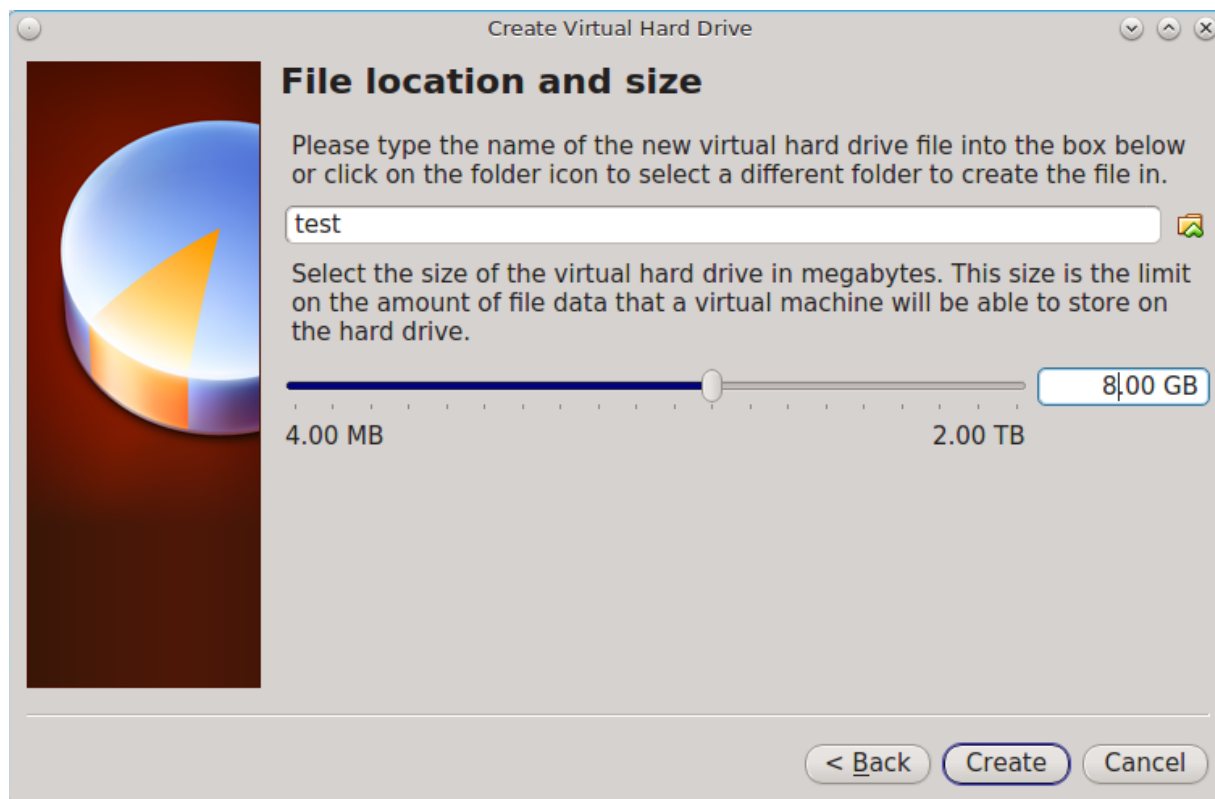 Create Virtual Hard Drive
File location and size
Please type the name of the new virtual hard drive file into the box below
or click on the folder icon to select a different folder to create the file in.
test
Select the size of the virtual hard drive in megabytes. This size is the limit
on the amount of file data that a virtual machine will be able to store on
the hard drive.
8.00 GB
4.00 MB
2.00 TB
< Back
Create
Cancel